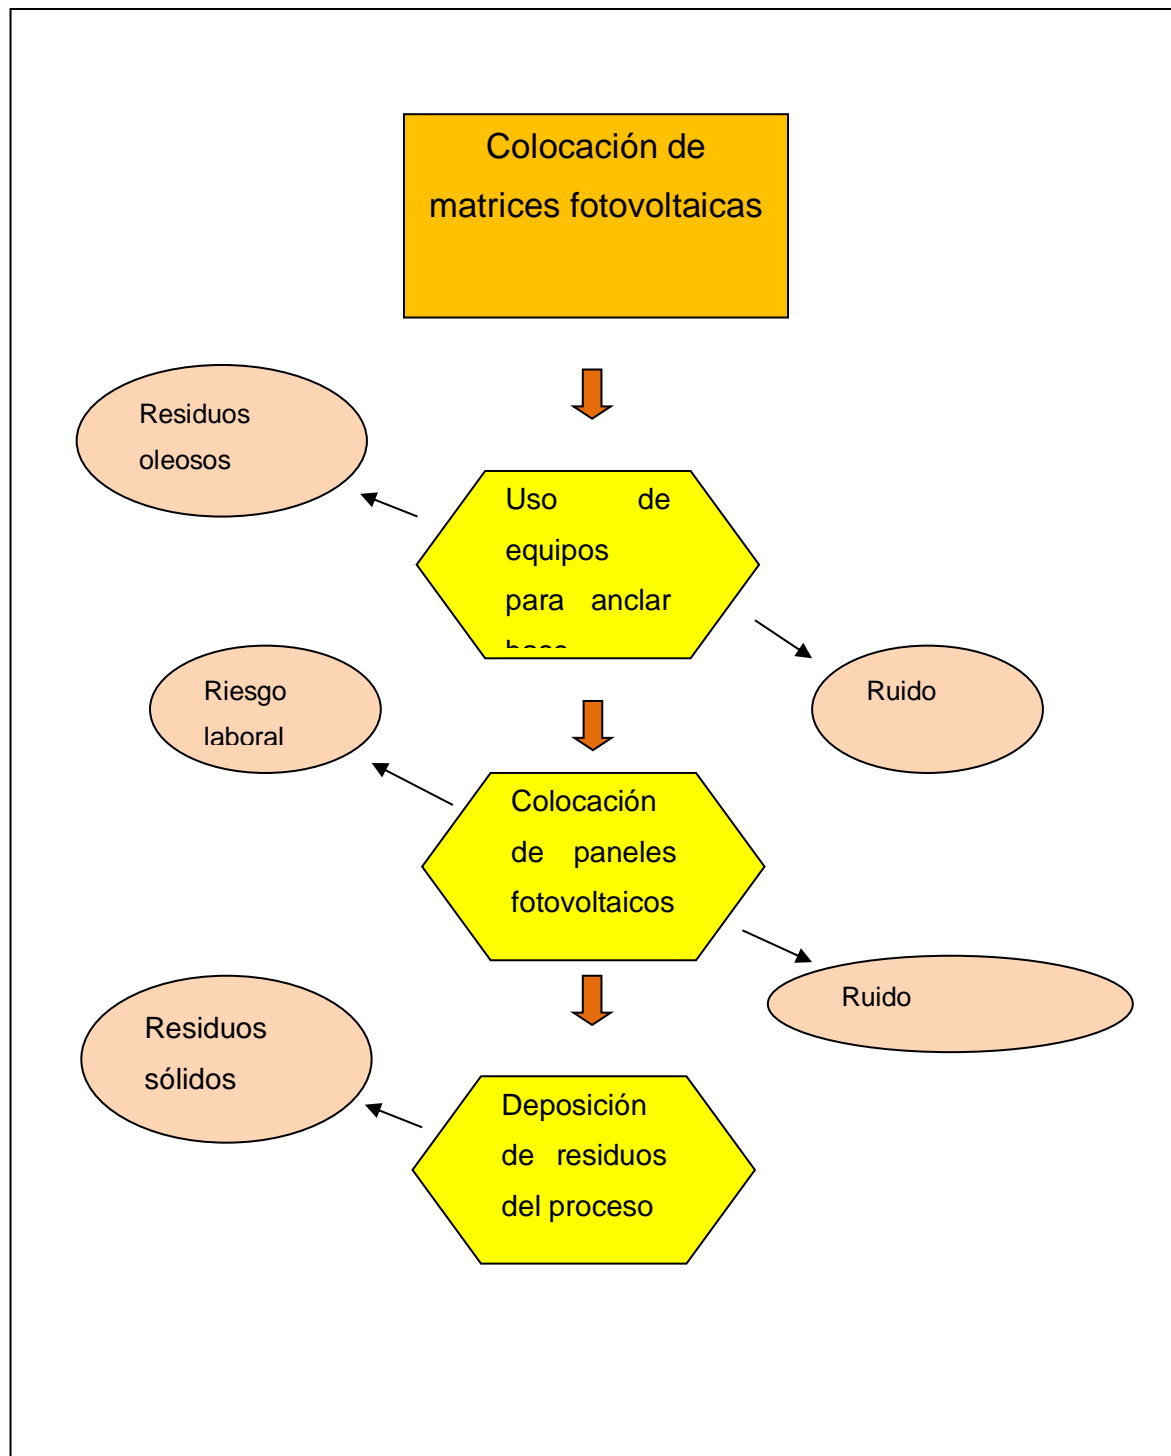 Colocación de
matrices fotovoltaicas
Residuos
oleosos
Uso de
equipos
para anclar
base
Riesgo
laboral
Ruido
Colocación
de paneles
fotovoltaicos
Ruido
Residuos
sólidos
Deposición
de residuos
del proceso